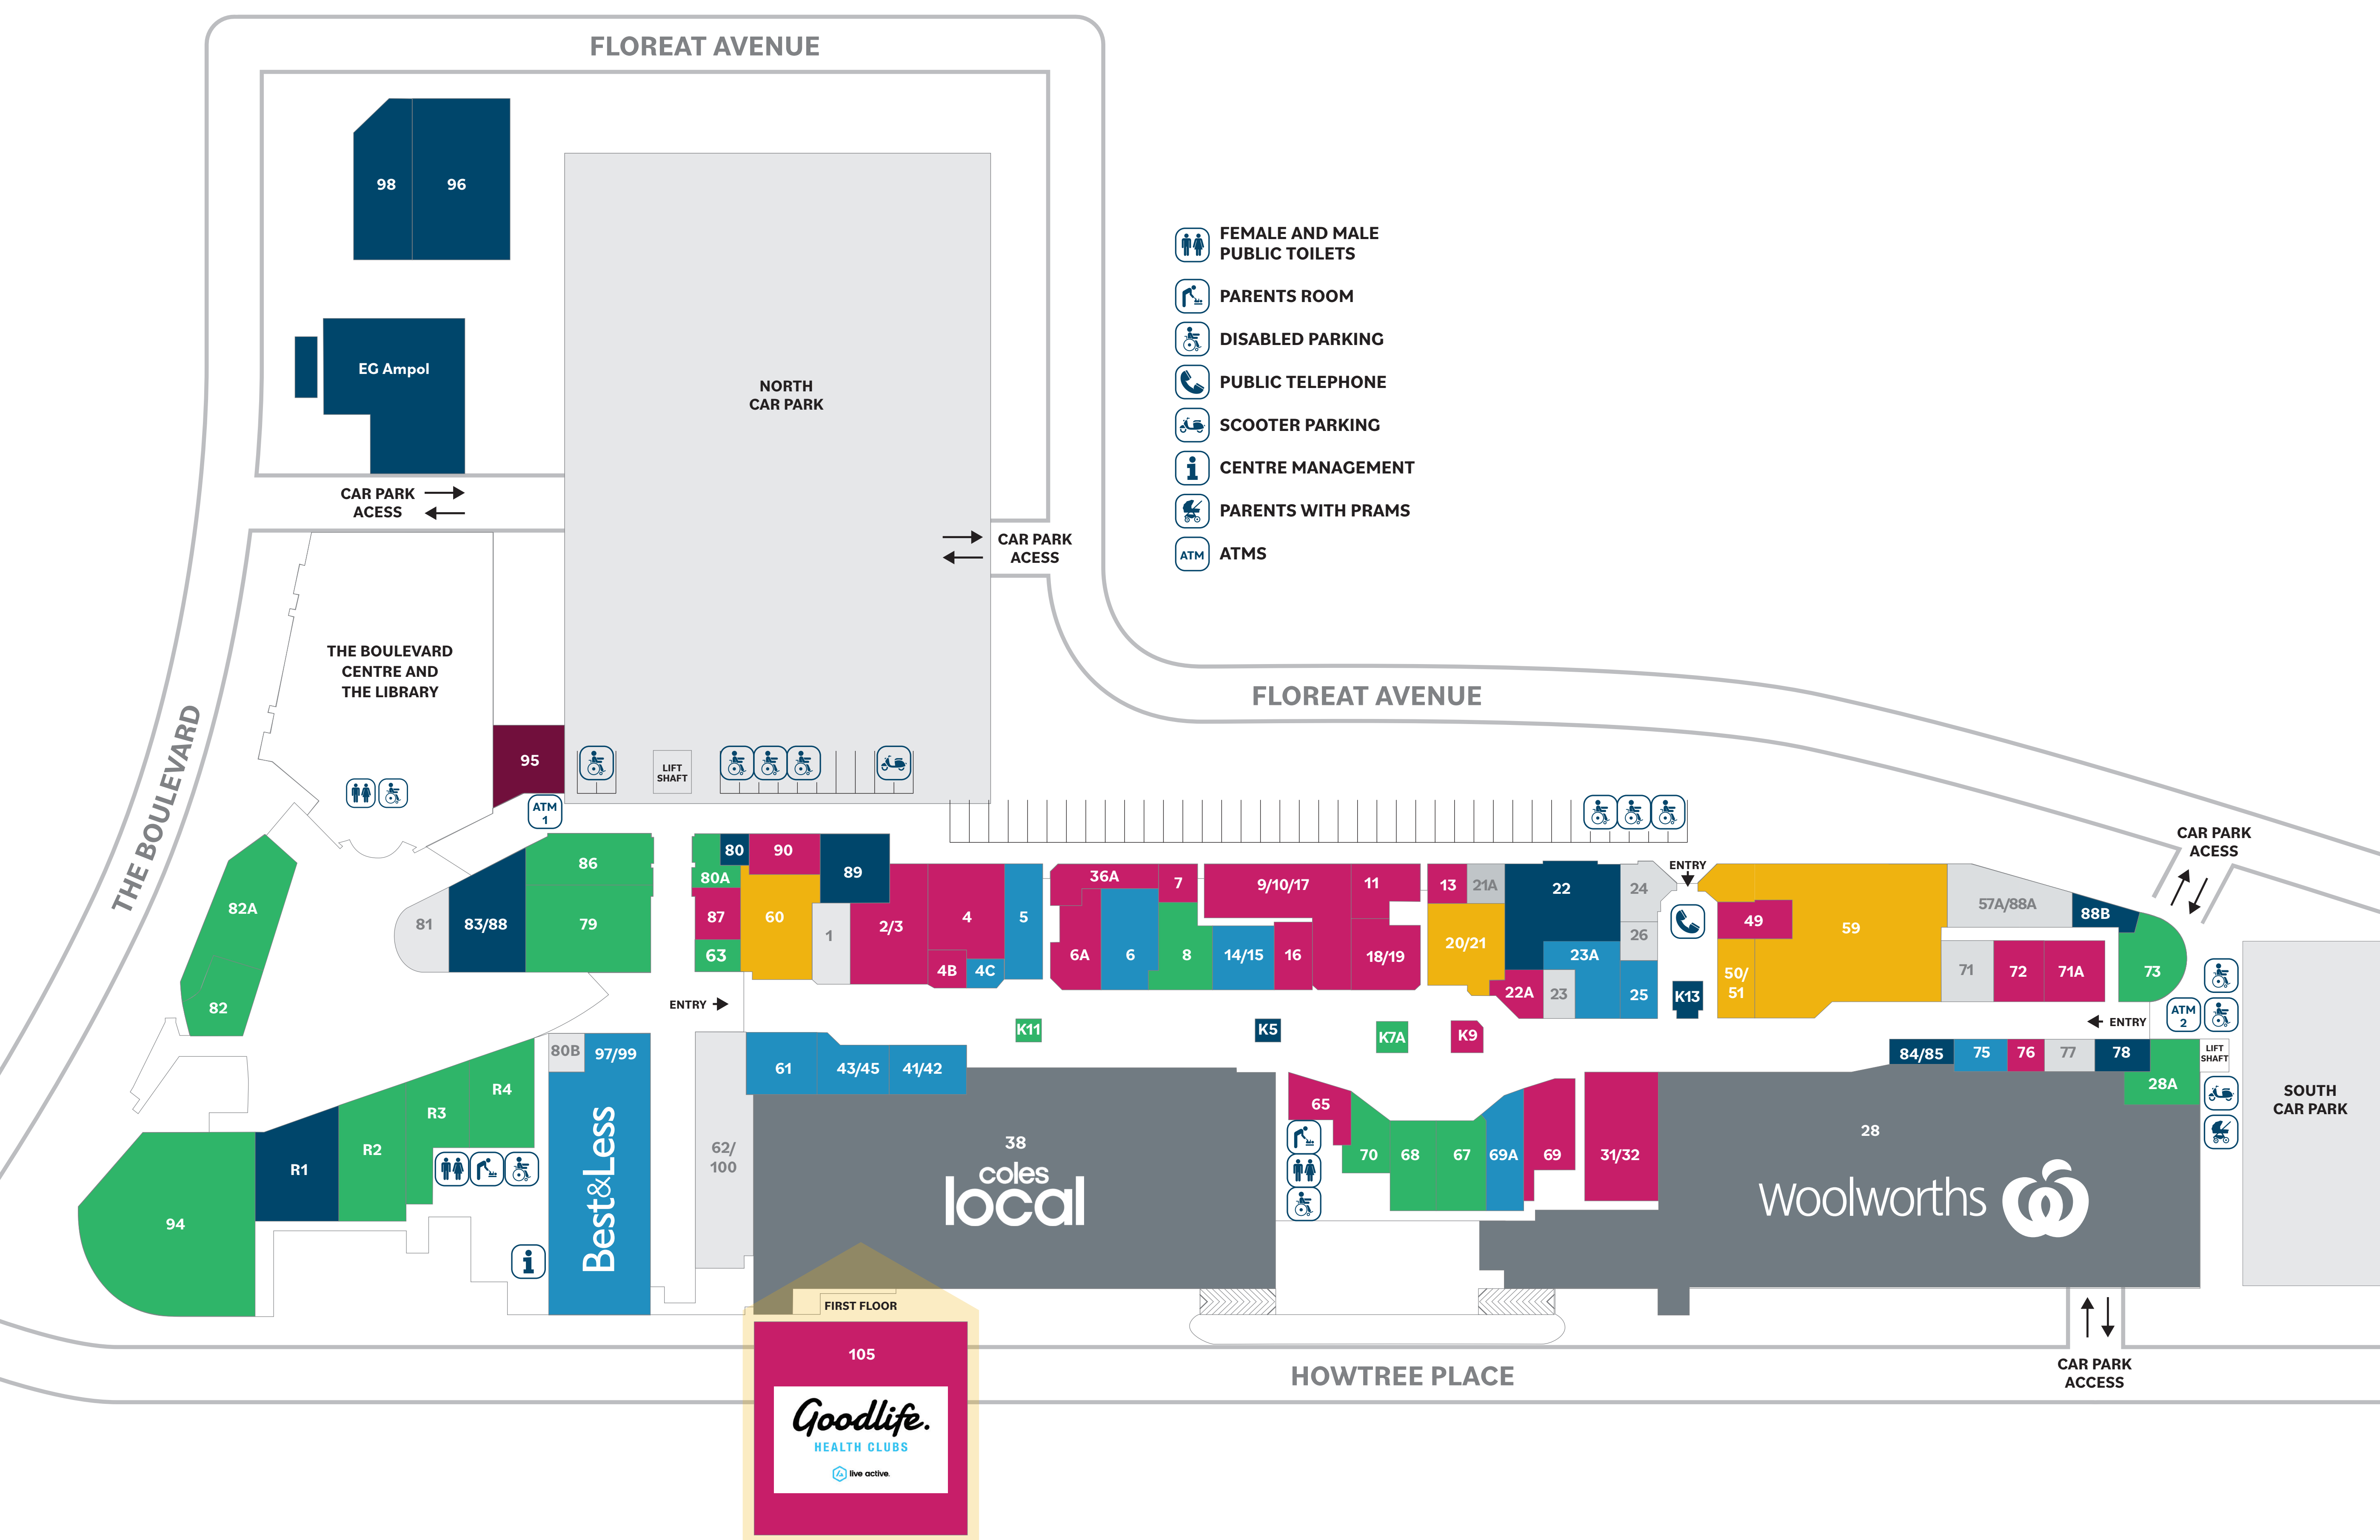 FLOREAT AVENUE
98
96
EG Ampol
NORTH
CAR PARK
CAR PARK
ACESS
CAR PARK
ACESS
FEMALE AND MALE
PUBLIC TOILETS
PARENTS ROOM
DISABLED PARKING
PUBLIC TELEPHONE
SCOOTER PARKING
CENTRE MANAGEMENT
PARENTS WITH PRAMS
ATM
ATMS
THE BOULEVARD
CENTRE AND
THE LIBRARY
THE BOULEVARD
FLOREAT AVENUE
95
LIFT
SHAFT
ATM
1
CAR PARK
ACESS
82A
82
81
83/88
86
79
80
80A
90
87
63
60
89
1
2/3
4
4B
4C
5
36A
6A
6
7
8
9/10/17
14/15
16
11
18/19
13
21A
20/21
22
22A
23
23A
24
26
25
ENTRY
K13
49
50/
51
59
57A/88A
88B
71
72
71A
73
ENTRY
K11
K5
K7A
K9
ENTRY
ATM
2
80B
97/99
Best&Less
62/
100
61
43/45
41/42
38
coles
local
65
70
68
67
69A
69
31/32
28
Woolworths
84/85
75
76
77
78
28A
LIFT
SHAFT
SOUTH
CAR PARK
R4
R3
R2
R1
94
FIRST FLOOR
105
Goodlife.
HEALTH CLUBS
live active.
HOWTREE PLACE
CAR PARK
ACCESS